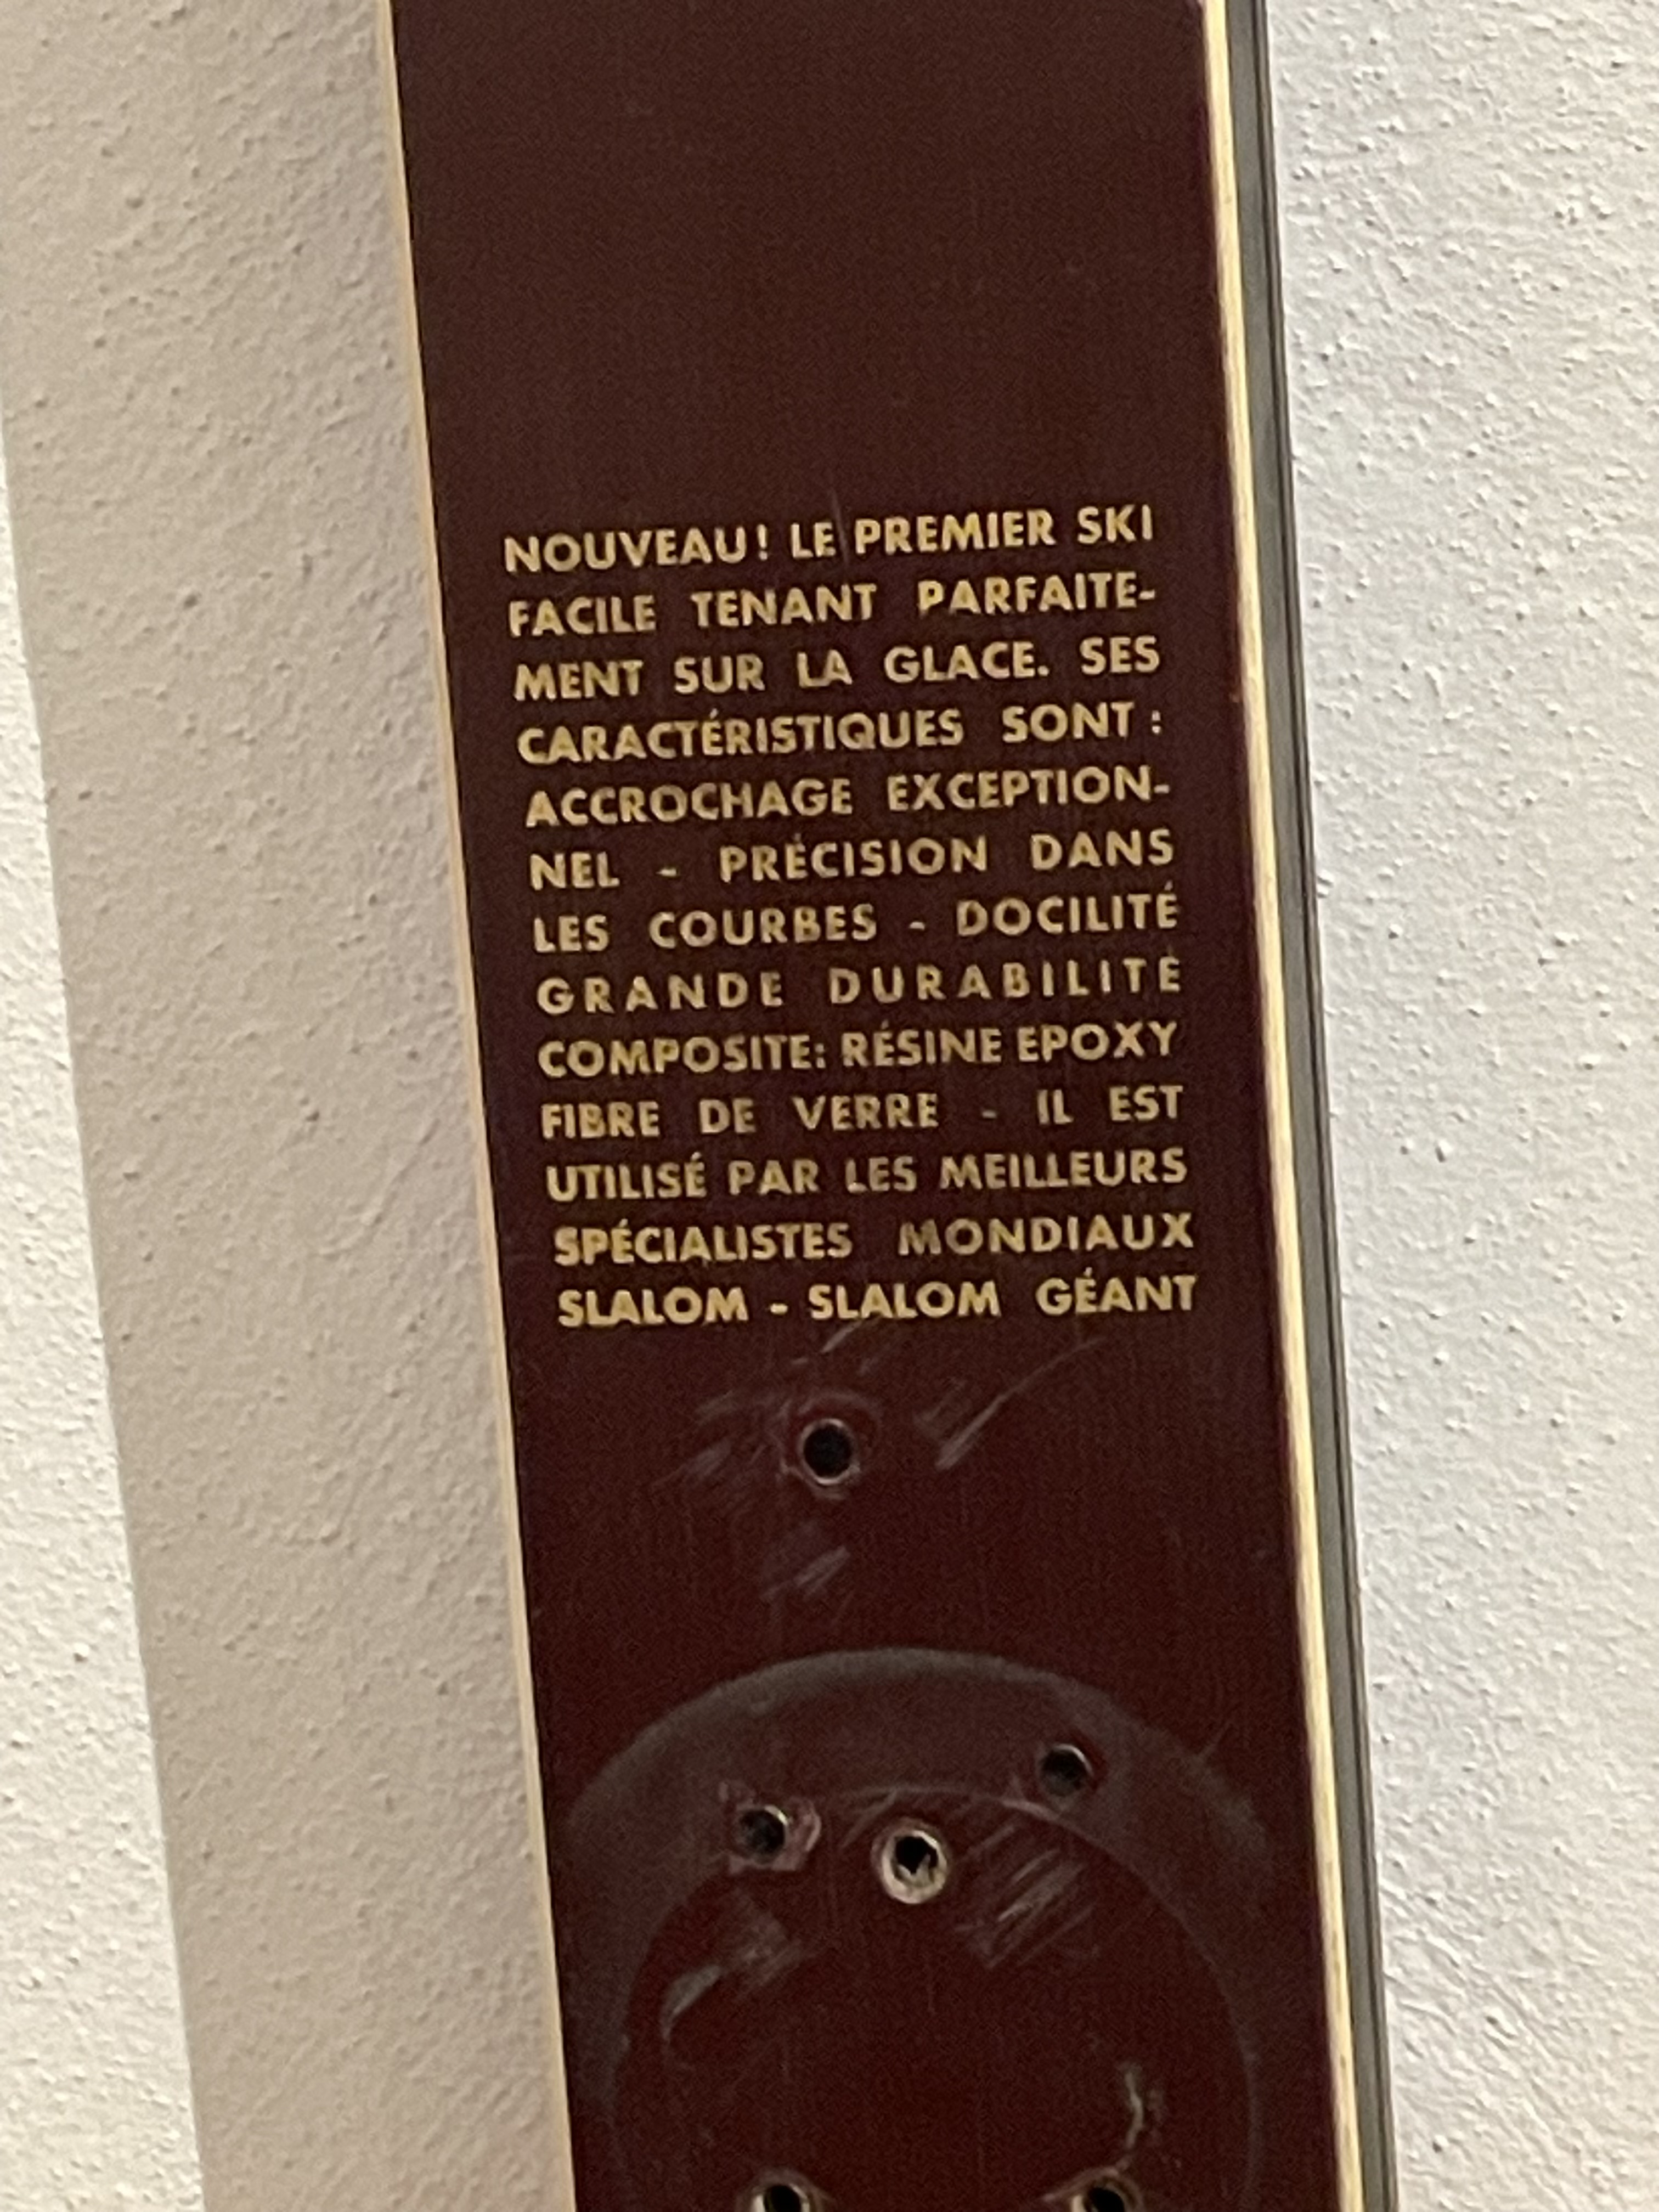 NOUVEAU! LE PREMIER SKI
FACILE TENANT PARFAITE-
MENT SUR LA GLACE. SES
CARACTÉRISTIQUES SONT :
ACCROCHAGE EXCEPTION-
NEL - PRÉCISION DANS
LES COURBES - DOCILITÉ
GRANDE DURABILITÉ
COMPOSITE: RÉSINE EPOXY
FIBRE DE VERRE - IL EST
UTILISÉ PAR LES MEILLEURS
SPÉCIALISTES MONDIAUX
SLALOM - SLALOM GÉANT